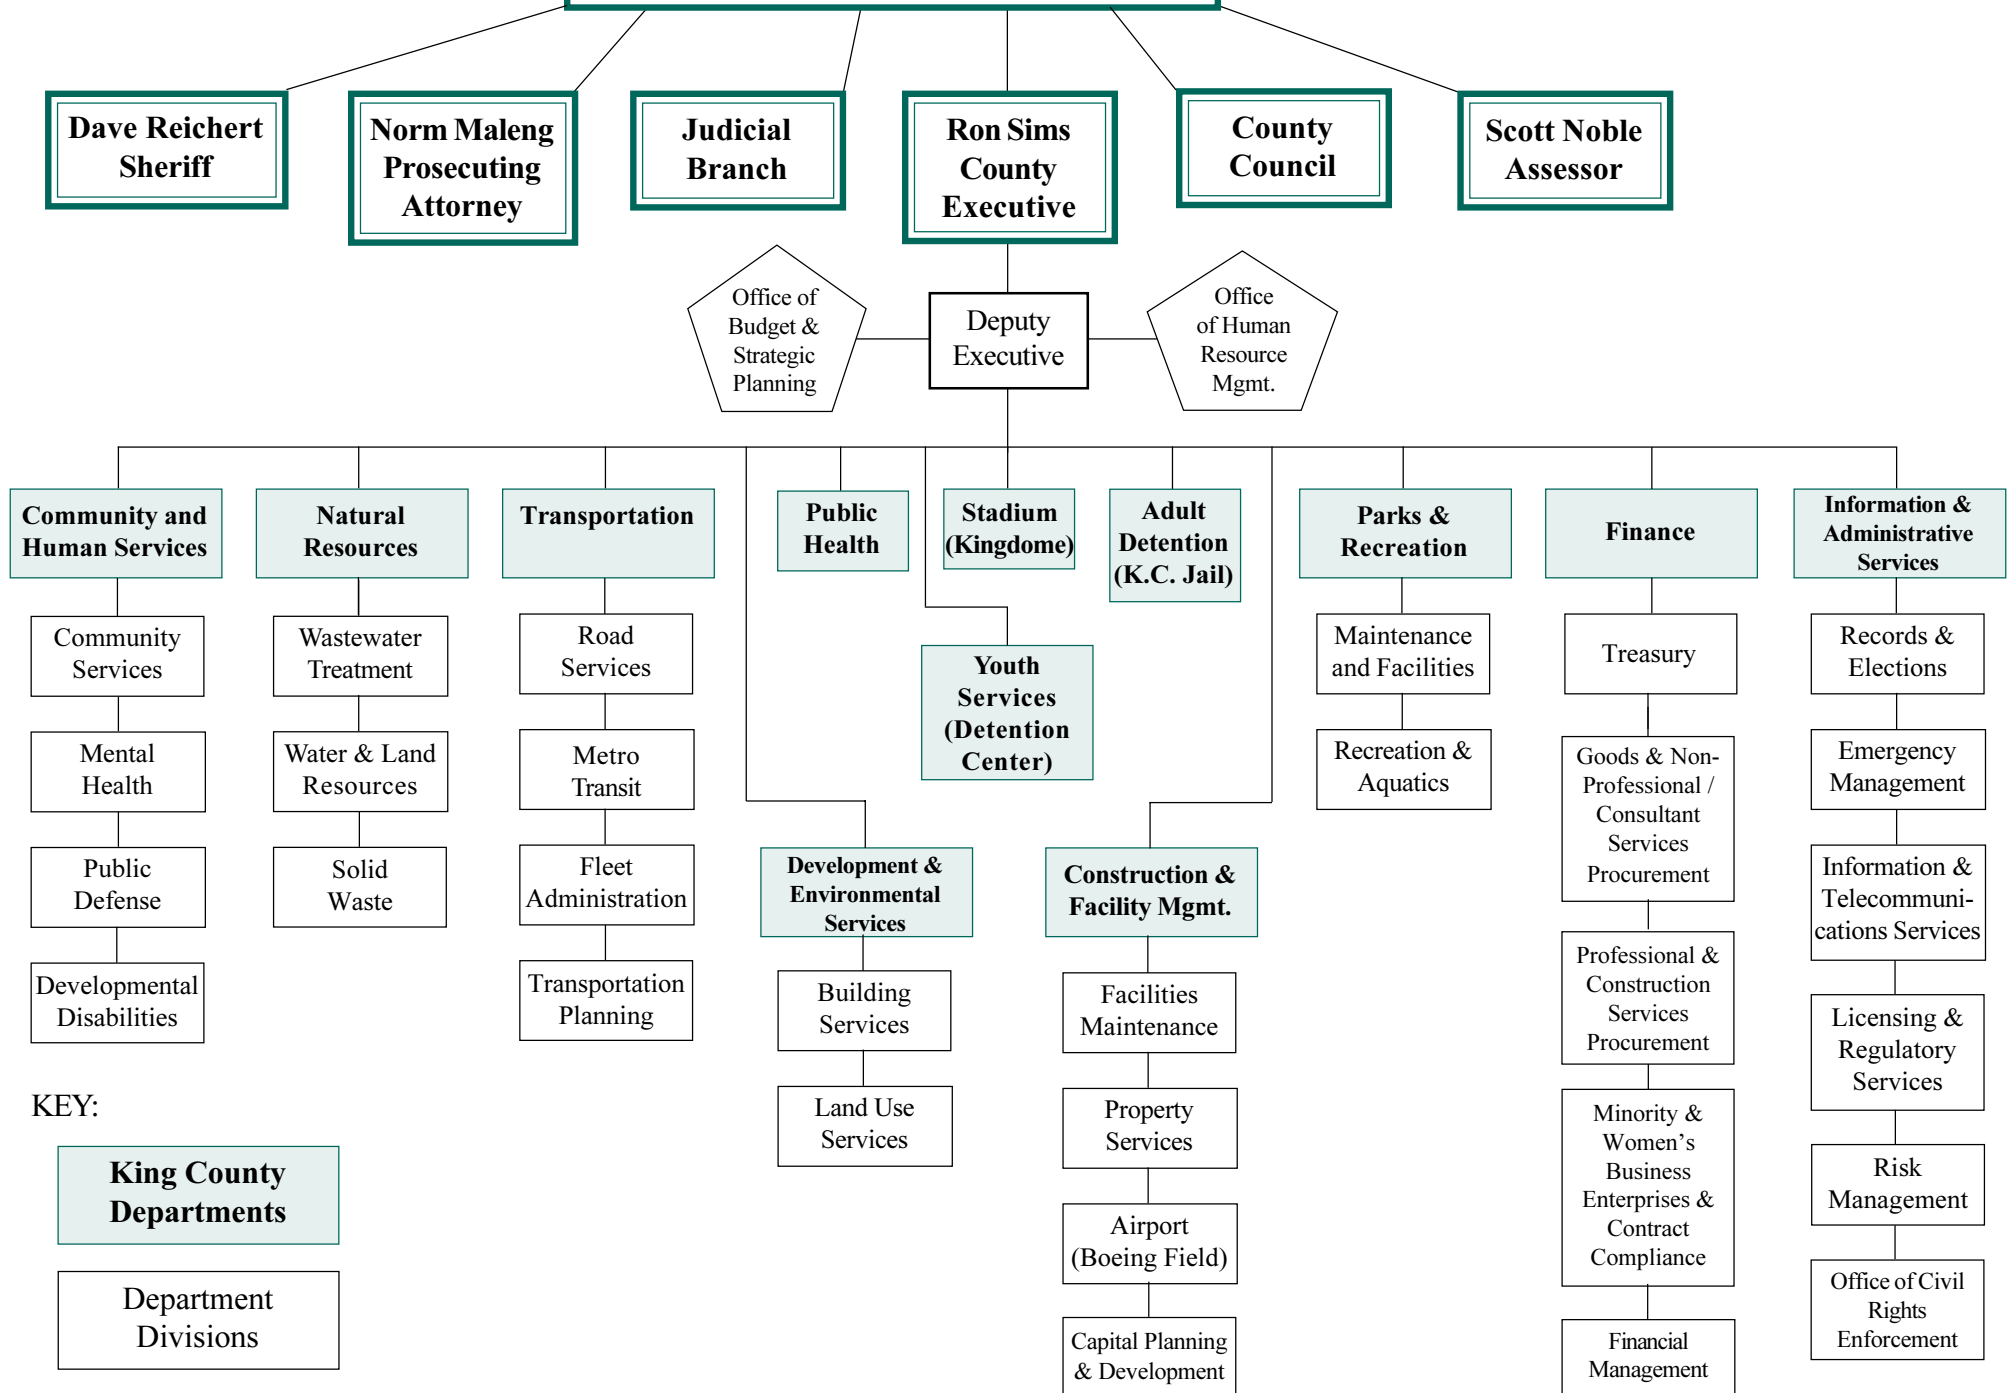 Dave Reichert
Sheriff
Norm Maleng
Prosecuting
Attorney
Judicial
Branch
Ron Sims
County
Executive
County
Council
Scott Noble
Assessor
Office of
Budget &
Strategic
Planning
Deputy
Executive
Office
of Human
Resource
Mgmt.
Community and
Human Services
Natural
Resources
Transportation
Public
Health
Stadium
(Kingdome)
Adult
Detention
(K.C. Jail)
Parks &
Recreation
Finance
Information &
Administrative
Services
Community
Services
Mental
Health
Public
Defense
Developmental
Disabilities
Wastewater
Treatment
Water & Land
Resources
Solid
Waste
Road
Services
Metro
Transit
Fleet
Administration
Transportation
Planning
Youth
Services
(Detention
Center)
Development &
Environmental
Services
Building
Services
Land Use
Services
Construction &
Facility Mgmt.
Facilities
Maintenance
Property
Services
Airport
(Boeing Field)
Capital Planning
& Development
Maintenance
and Facilities
Recreation &
Aquatics
Treasury
Goods & Non-
Professional /
Consultant
Services
Procurement
Professional &
Construction
Services
Procurement
Minority &
Women’s
Business
Enterprises &
Contract
Compliance
Financial
Management
Records &
Elections
Emergency
Management
Information &
Telecommuni-
cations Services
Licensing &
Regulatory
Services
Risk
Management
Office of Civil
Rights
Enforcement
KEY:
King County
Departments
Department
Divisions